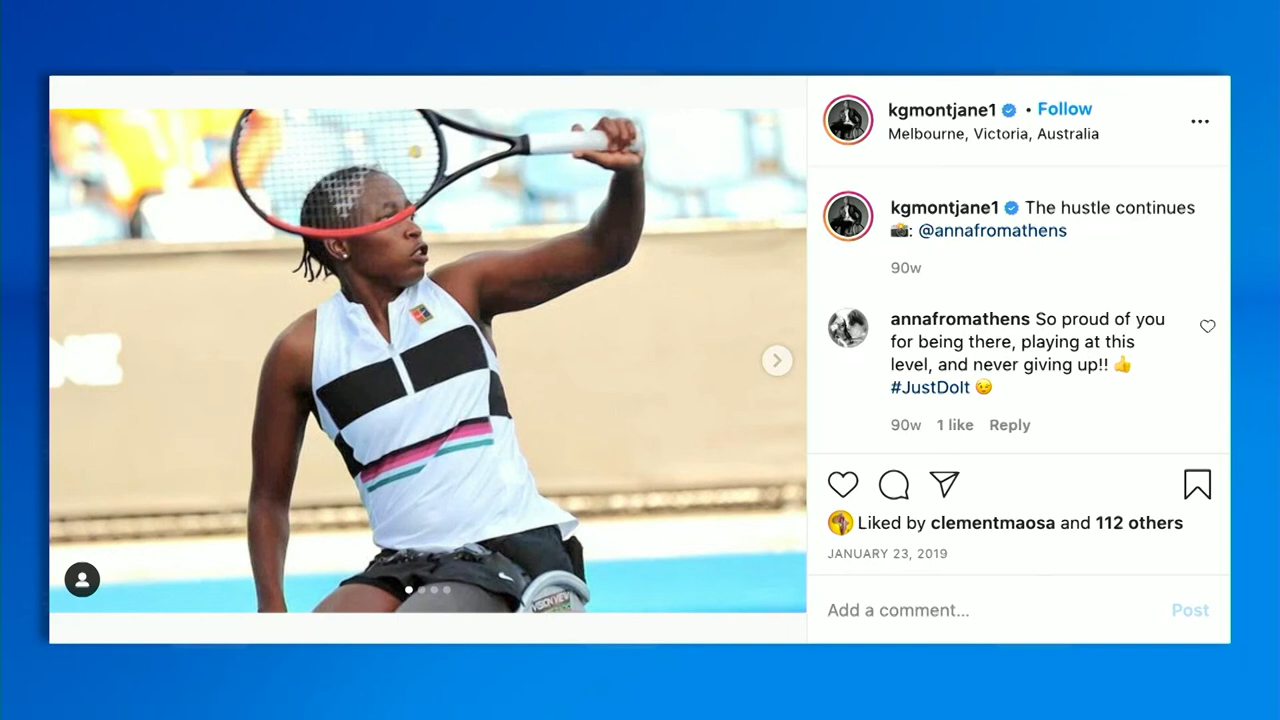 kgmontjane1 • Follow
Melbourne, Victoria, Australia
kgmontjane1 The hustle continues
📸: @annafromathens
90w
annafromathens So proud of you
for being there, playing at this
level, and never giving up!! 👍
#JustDoIt 😉
90w 1 like Reply
Liked by clementmaosa and 112 others
JANUARY 23, 2019
Add a comment... Post